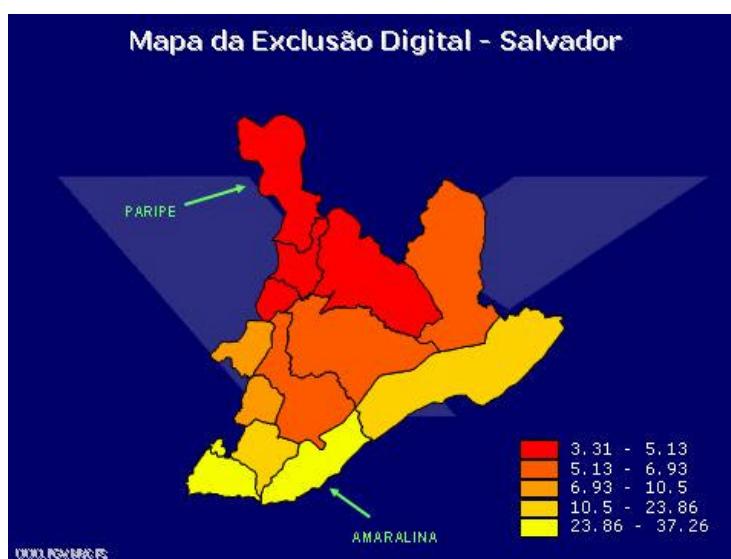 Mapa da Exclusão Digital - Salvador
PARIPE
3.31 - 5.13
5.13 - 6.93
6.93 - 10.5
10.5 - 23.86
23.86 - 37.26
AMARALINA